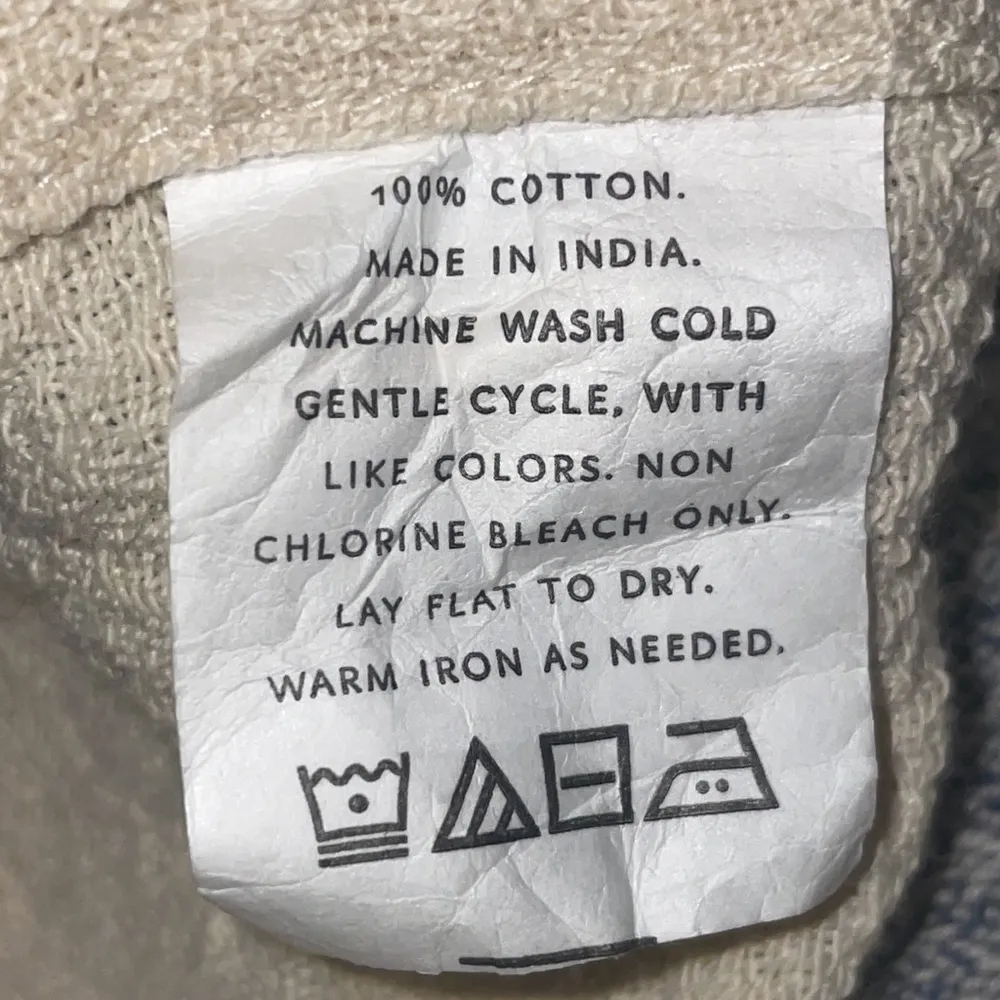 100% COTTON.
MADE IN INDIA.
MACHINE WASH COLD
GENTLE CYCLE, WITH
LIKE COLORS. NON
CHLORINE BLEACH ONLY.
LAY FLAT TO DRY.
WARM IRON AS NEEDED.